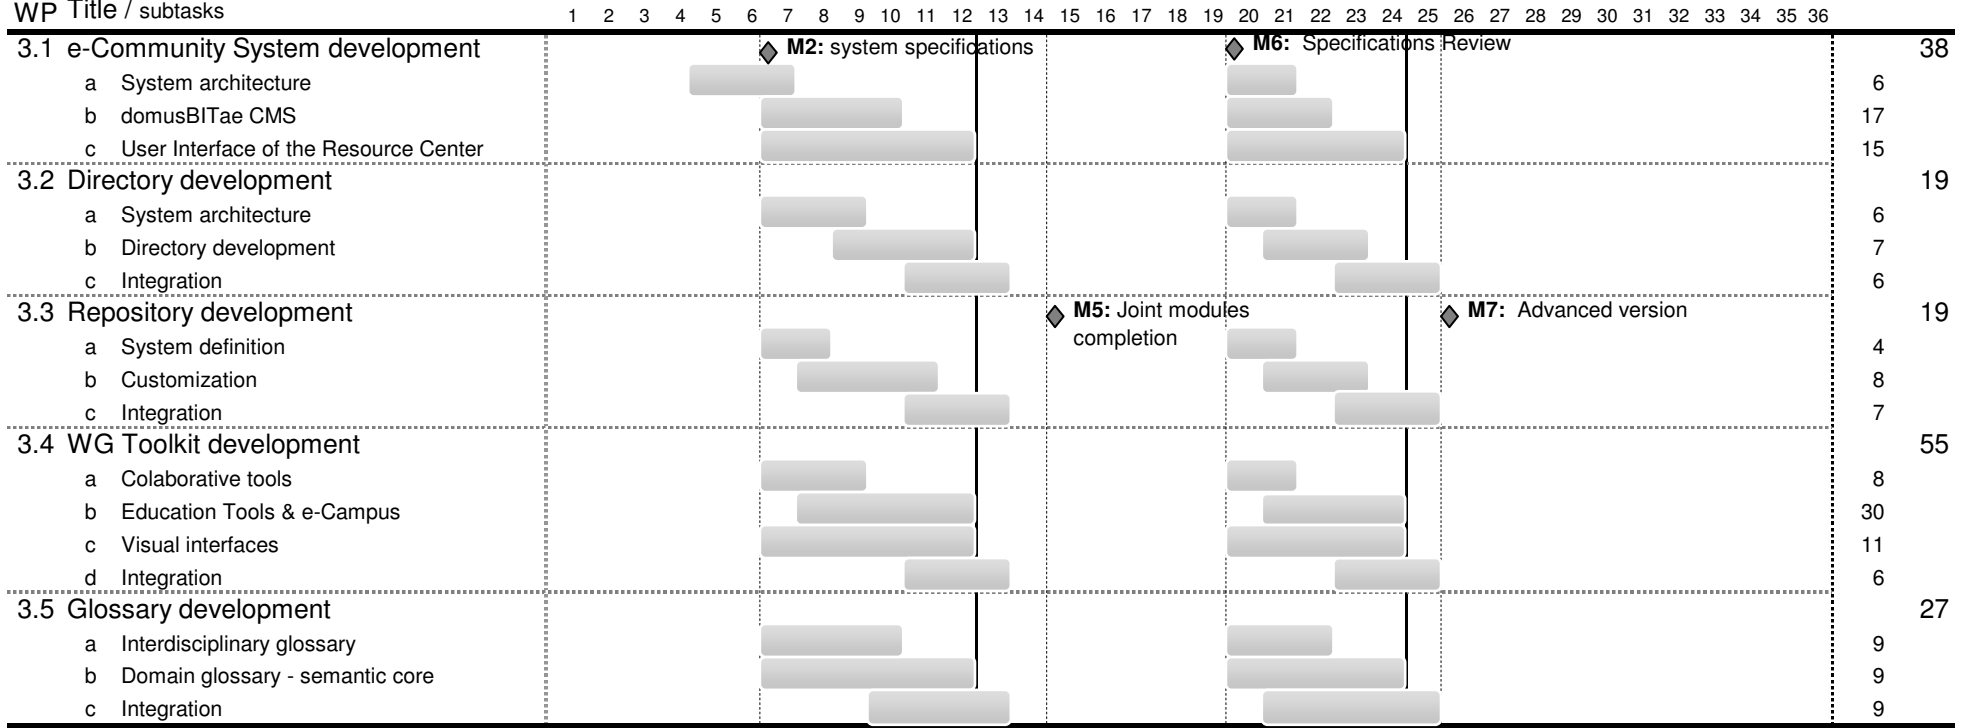 WP Title / subtasks 1 2 3 4 5 6 7 8 9 10 11 12 13 14 15 16 17 18 19 20 21 22 23 24 25 26 27 28 29 30 31 32 33 34 35 36
3.1 e-Community System development M2: system specifications M6: Specifications Review 38
a System architecture 6
b domusBITae CMS 17
c User Interface of the Resource Center 15
3.2 Directory development 19
a System architecture 6
b Directory development 7
c Integration 6
3.3 Repository development M5: Joint modules M7: Advanced version 19
completion
a System definition 4
b Customization 8
c Integration 7
3.4 WG Toolkit development 55
a Colaborative tools 8
b Education Tools & e-Campus 30
c Visual interfaces 11
d Integration 6
3.5 Glossary development 27
a Interdisciplinary glossary 9
b Domain glossary - semantic core 9
c Integration 9